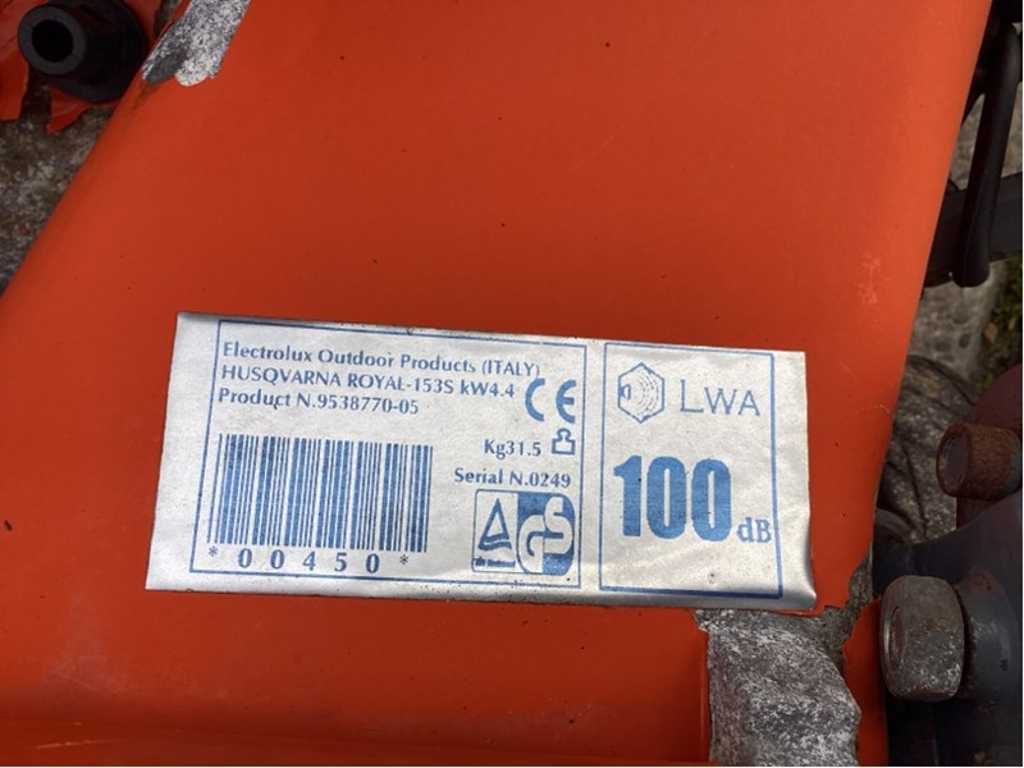 Electrolux Outdoor Products (ITALY)
HUSQVARNA ROYAL-153S kW4.4
Product N.9538770-05
CE
Kg31.5
Serial N.0249
GS
*00450*
LWA
100 dB